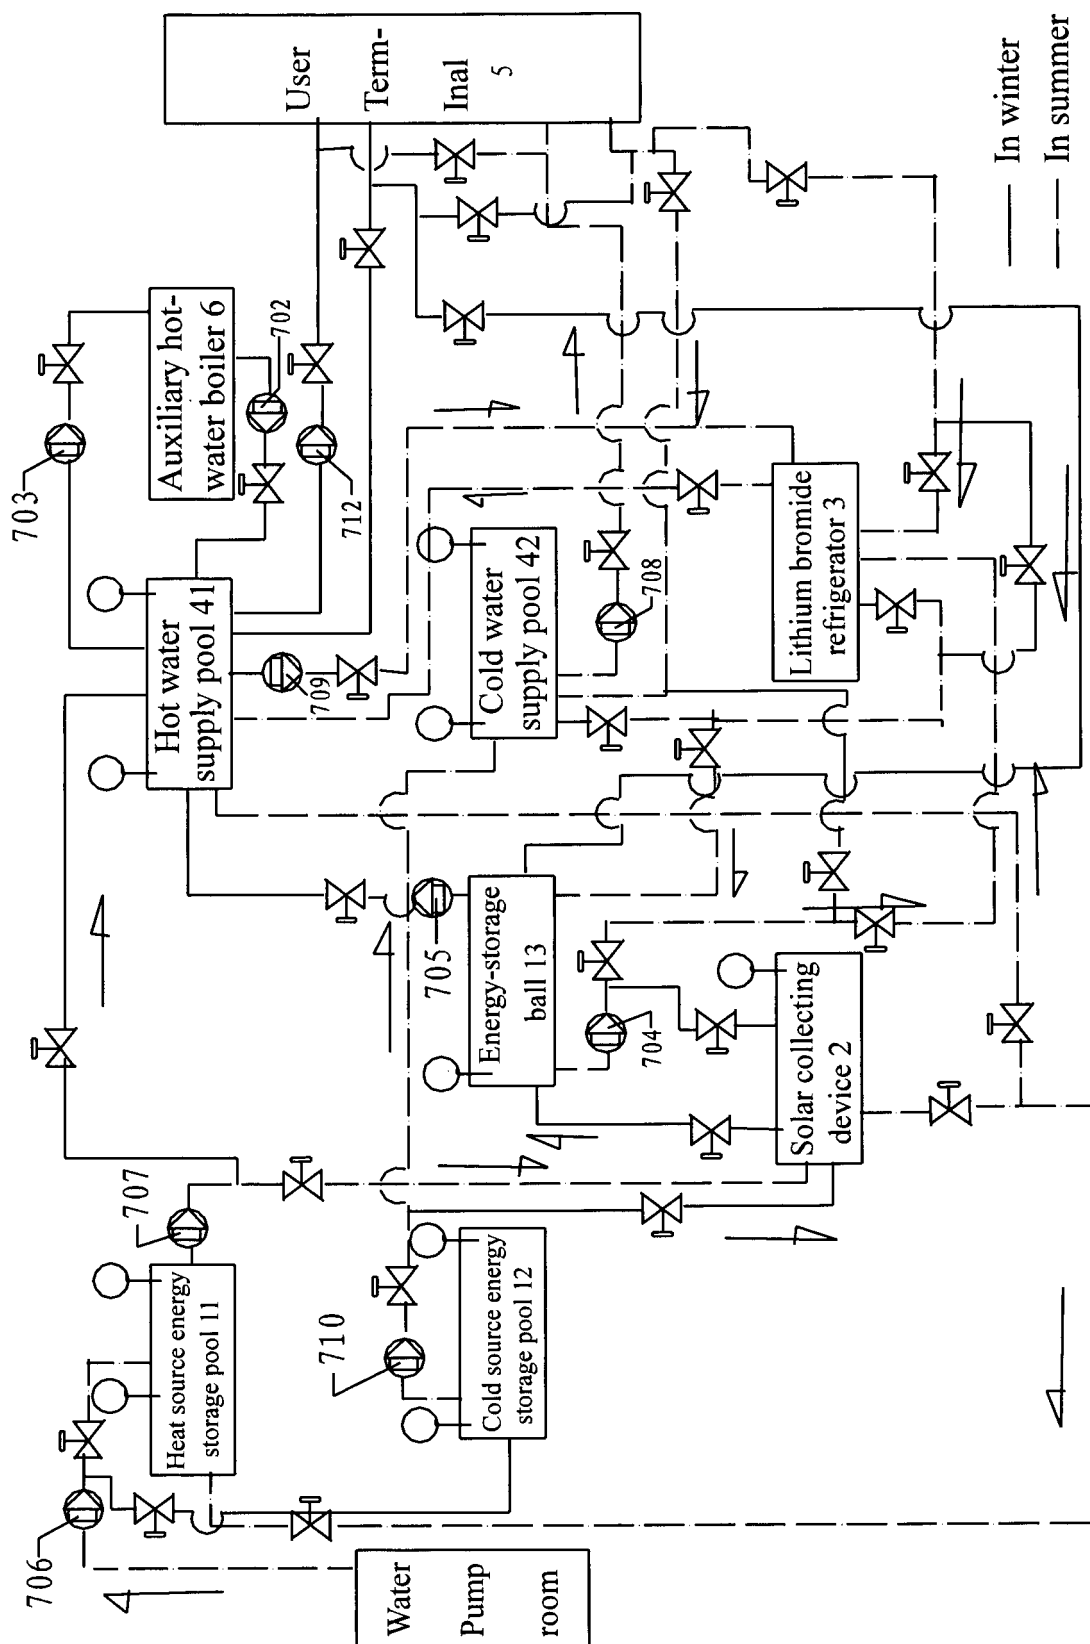 User
Term-
Inal
5
In winter
In summer
Auxiliary hot-
water boiler 6
702
703
712
Hot water
supply pool 41
709
Cold water
supply pool 42
708
Lithium bromide
refrigerator 3
705
Energy-storage
ball 13
704
Solar collecting
device 2
707
Heat source energy
storage pool 11
710
Cold source energy
storage pool 12
706
Water
Pump
room